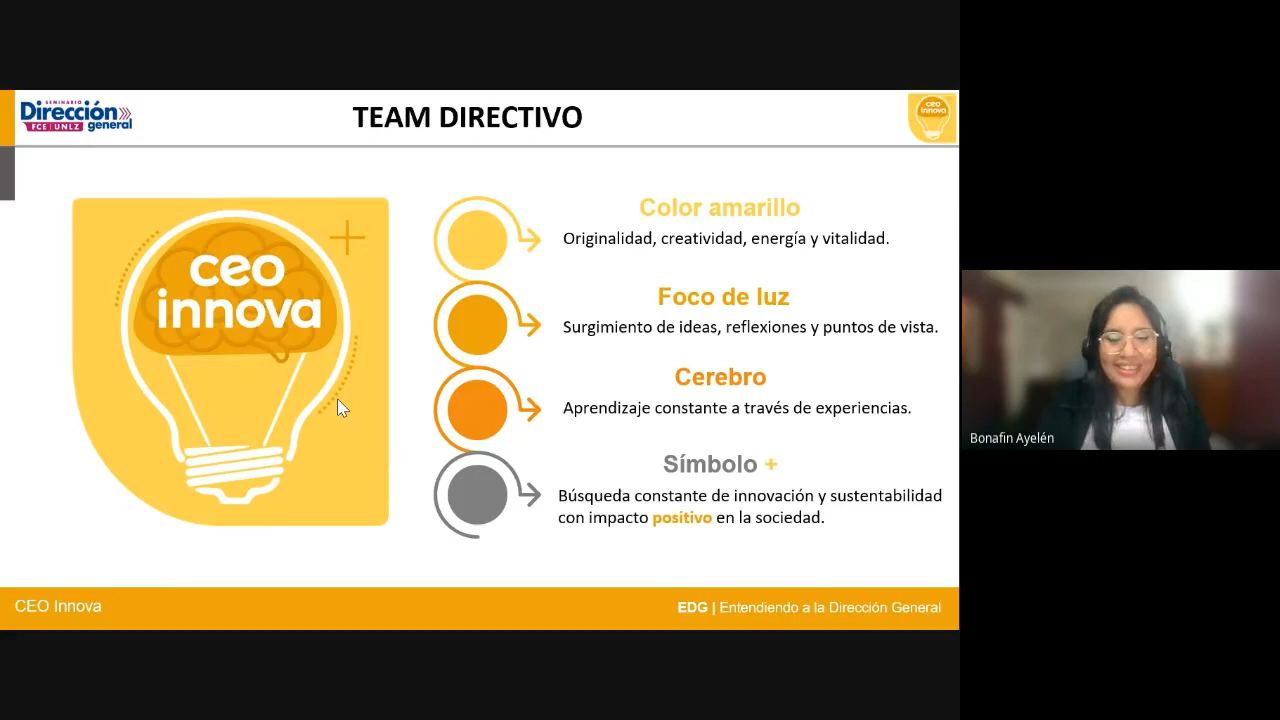 SEMINARIO
Dirección
FCE | UNLZ general
TEAM DIRECTIVO
ceo
innova
ceo
innova
Color amarillo
Originalidad, creatividad, energía y vitalidad.
Foco de luz
Surgimiento de ideas, reflexiones y puntos de vista.
Cerebro
Aprendizaje constante a través de experiencias.
Símbolo +
Búsqueda constante de innovación y sustentabilidad
con impacto positivo en la sociedad.
Bonafin Ayelén
CEO Innova
EDG | Entendiendo a la Dirección General